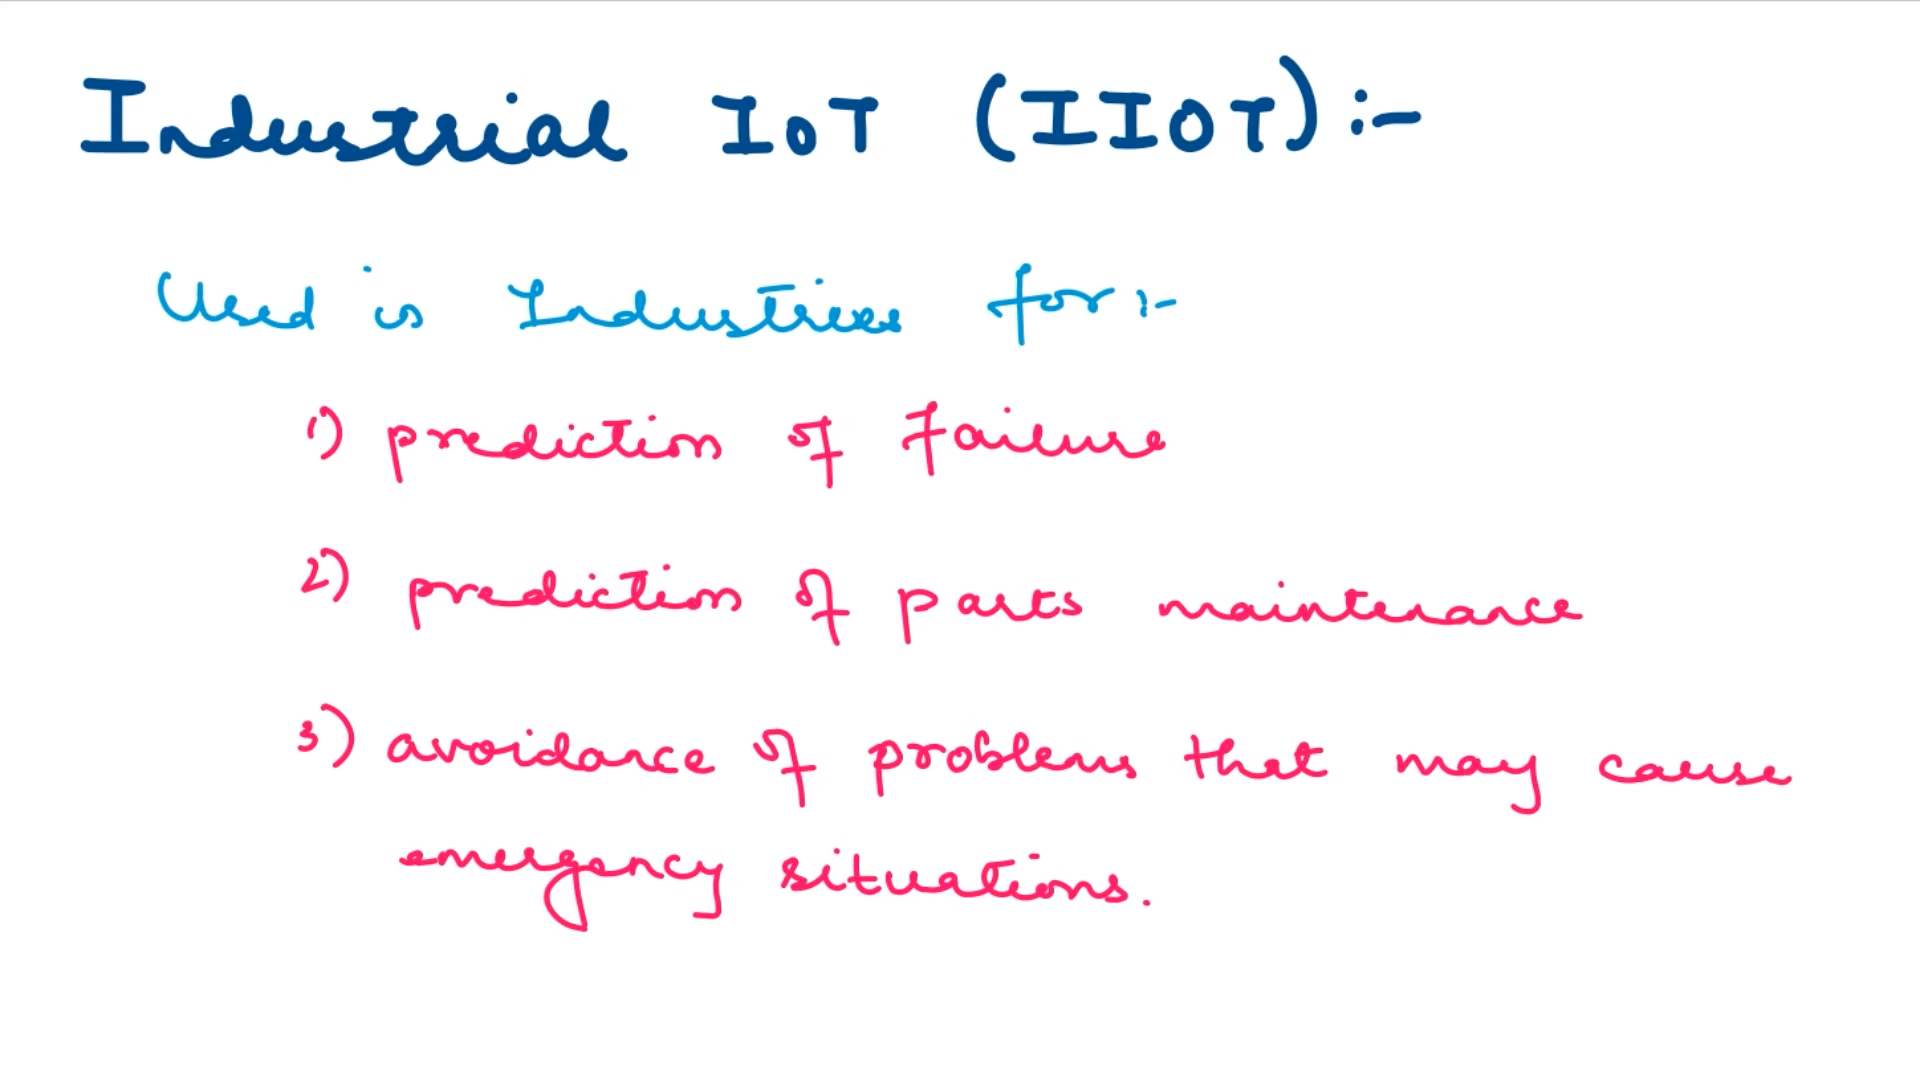 Industrial IoT (IIOT):-
Used is Industries for:-
1) prediction of failure
2) prediction of parts maintenance
3) avoidance of problems that may cause
emergency situations.